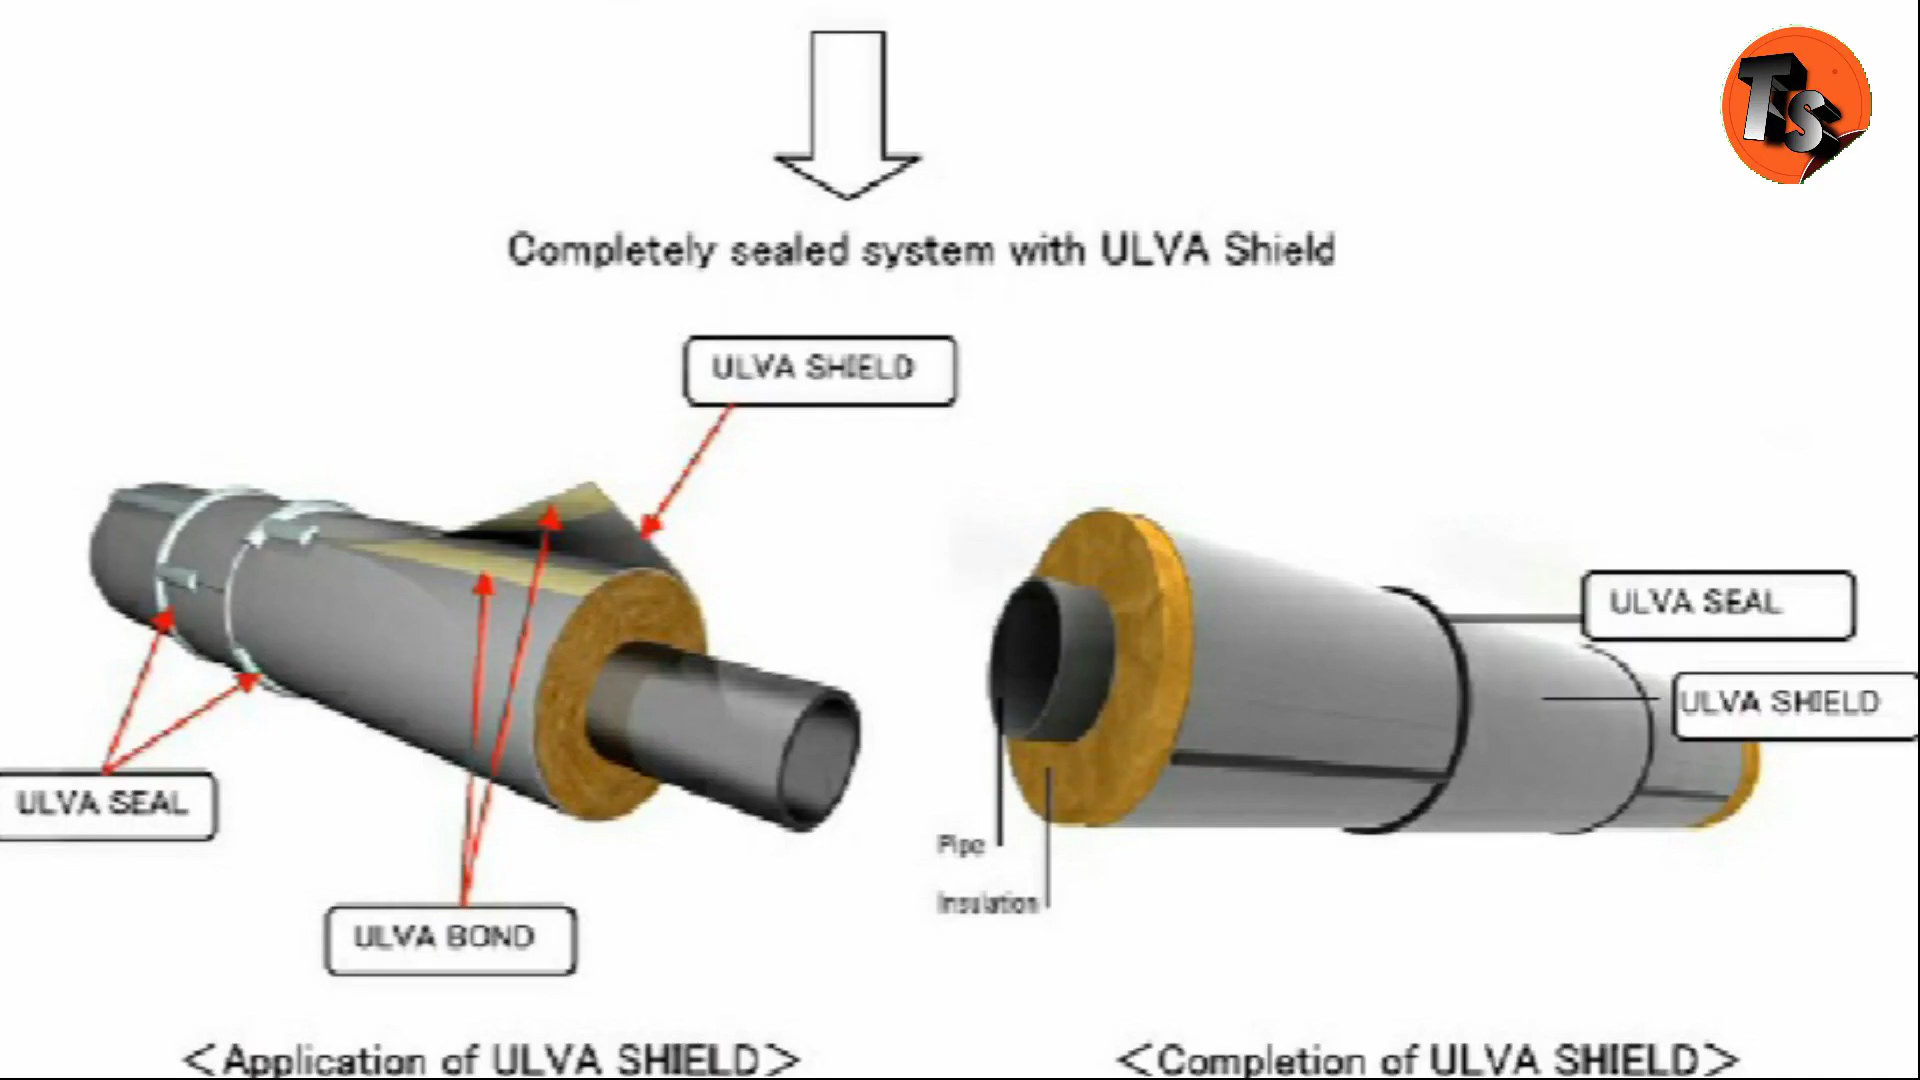 TS
Completely sealed system with ULVA Shield
ULVA SHIELD
ULVA SEAL
ULVA SHIELD
ULVA SEAL
Pipe
Insulation
ULVA BOND
<Application of ULVA SHIELD>
<Completion of ULVA SHIELD>